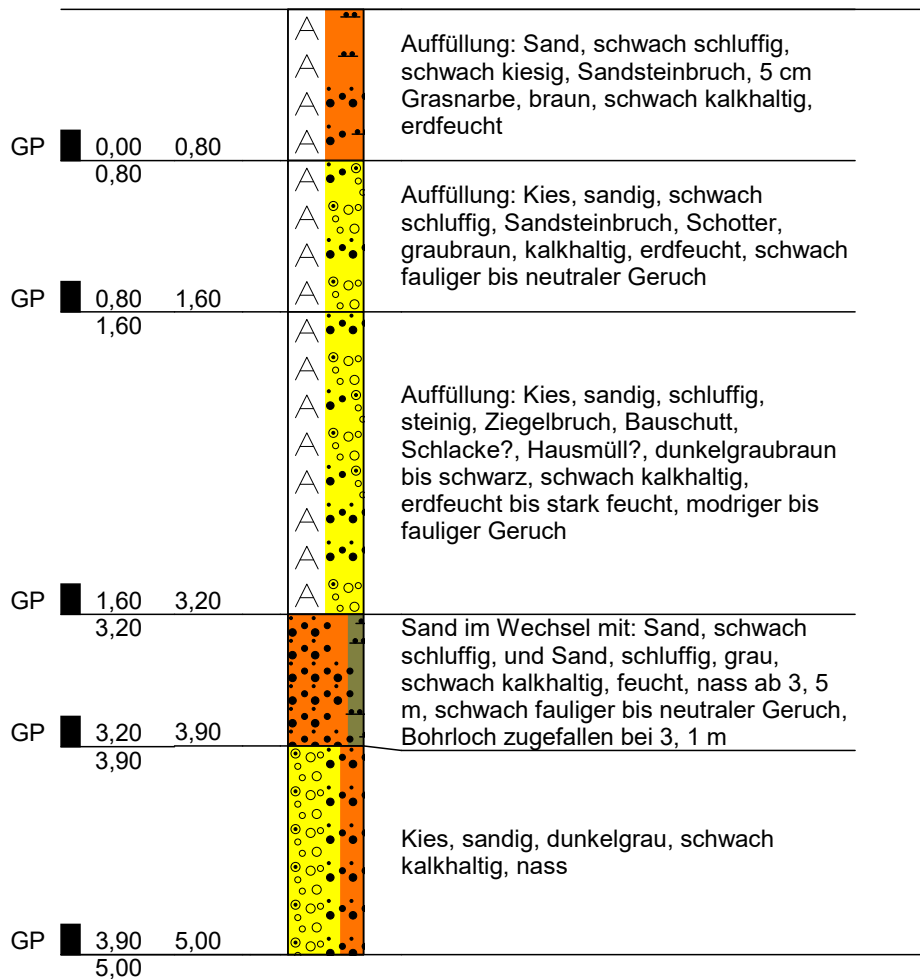 Auffüllung: Sand, schwach schluffig,
schwach kiesig, Sandsteinbruch, 5 cm
Grasnarbe, braun, schwach kalkhaltig,
erdfeucht
A
A
A
A
GP 0,00 0,80
0,80
Auffüllung: Kies, sandig, schwach
schluffig, Sandsteinbruch, Schotter,
graubraun, kalkhaltig, erdfeucht, schwach
fauliger bis neutraler Geruch
A
A
A
A
GP 0,80 1,60
1,60
Auffüllung: Kies, sandig, schluffig,
steinig, Ziegelbruch, Bauschutt,
Schlacke?, Hausmüll?, dunkelgraubraun
bis schwarz, schwach kalkhaltig,
erdfeucht bis stark feucht, modriger bis
fauliger Geruch
A
A
A
A
A
A
A
A
GP 1,60 3,20
3,20
Sand im Wechsel mit: Sand, schwach
schluffig, und Sand, schluffig, grau,
schwach kalkhaltig, feucht, nass ab 3, 5
m, schwach fauliger bis neutraler Geruch,
Bohrloch zugefallen bei 3, 1 m
GP 3,20 3,90
3,90
Kies, sandig, dunkelgrau, schwach
kalkhaltig, nass
GP 3,90 5,00
5,00